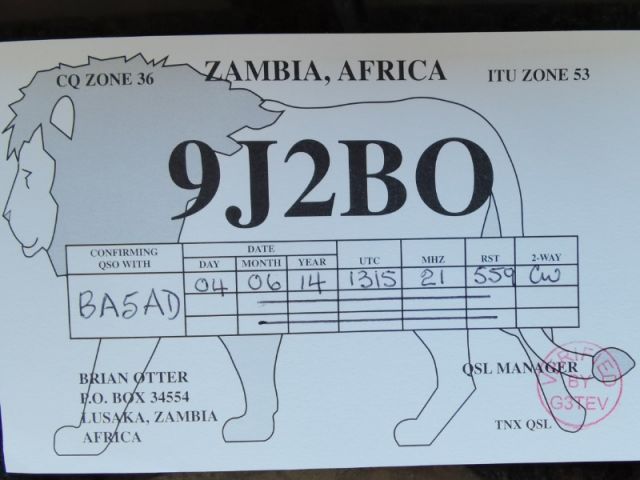 CQ ZONE 36 ZAMBIA, AFRICA ITU ZONE 53
9J2BO
CONFIRMING QSO WITH DATE UTC MHZ RST 2-WAY
DAY MONTH YEAR
BA5AD 04 06 14 1315 21 559 CW
BRIAN OTTER
P.O. BOX 34554
LUSAKA, ZAMBIA
AFRICA
QSL MANAGER
VERIFIED
BY
G3TEV
TNX QSL